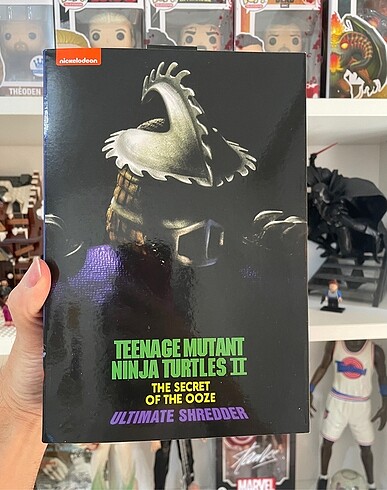 nickelodeon
TEENAGE MUTANT
NINJA TURTLES II
THE SECRET
OF THE OOZE
ULTIMATE SHREDDER
THÉODEN
MARVEL